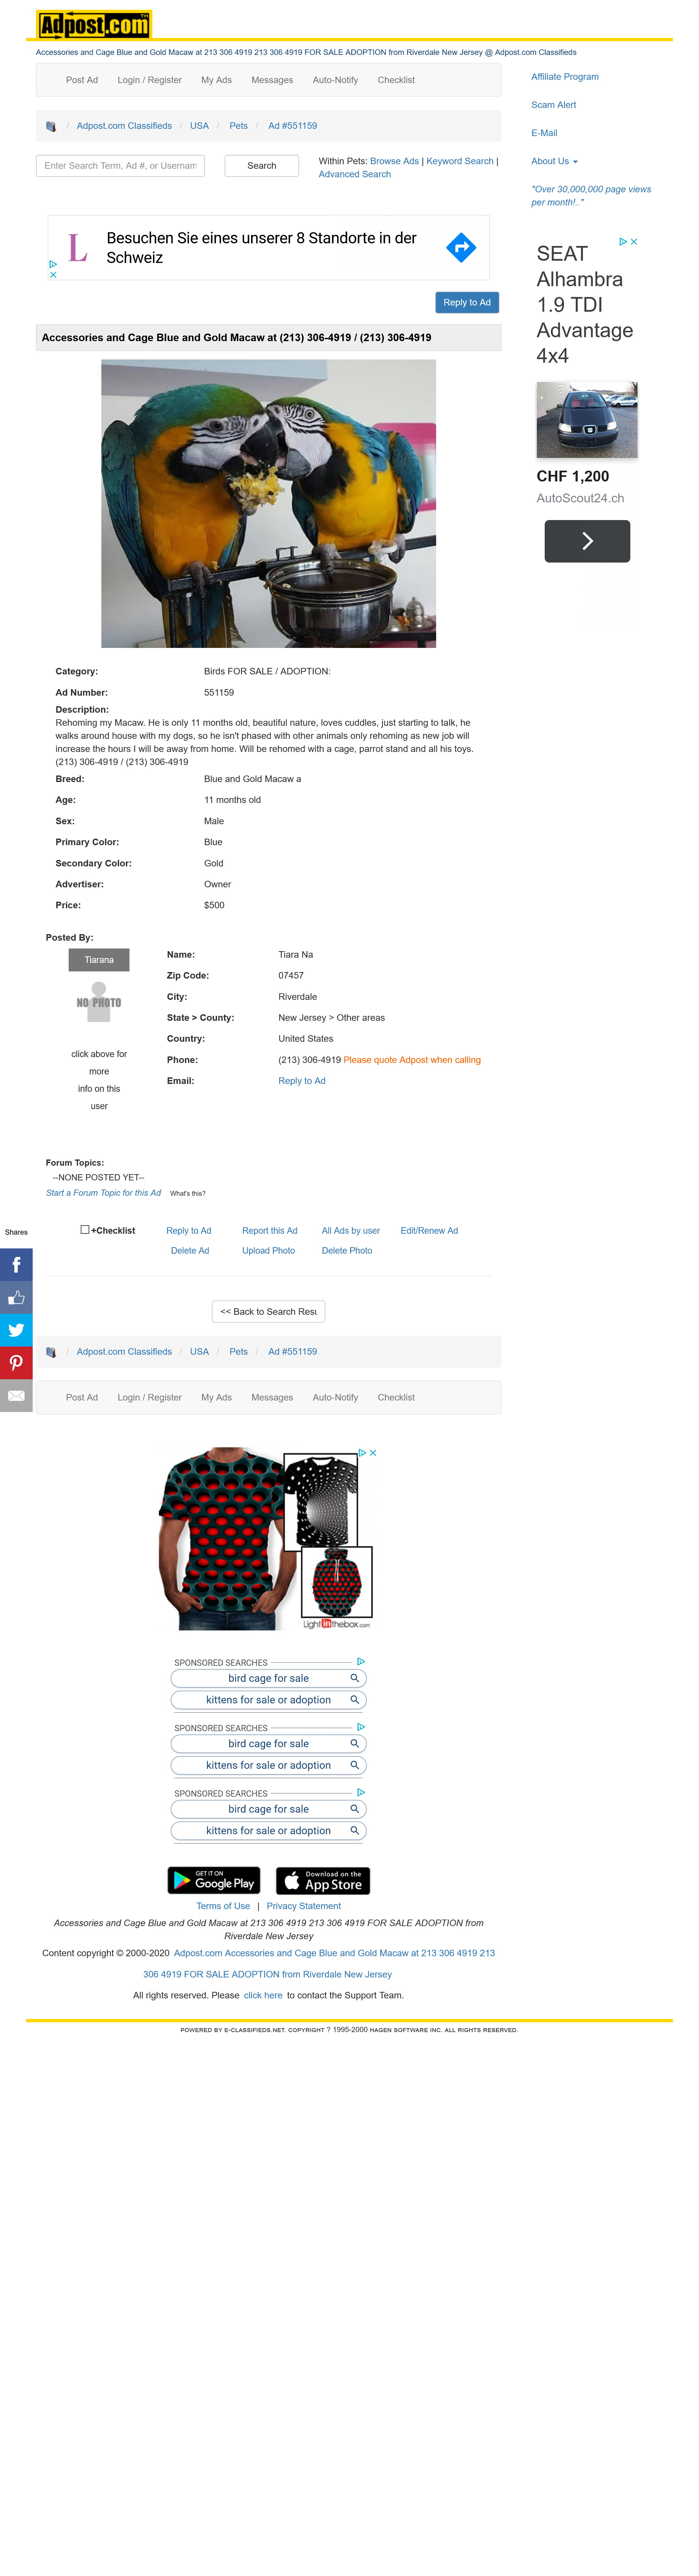 Adpost.com™
Accessories and Cage Blue and Gold Macaw at 213 306 4919 213 306 4919 FOR SALE ADOPTION from Riverdale New Jersey @ Adpost.com Classifieds
Post Ad Login / Register My Ads Messages Auto-Notify Checklist
/ Adpost.com Classifieds / USA / Pets / Ad #551159
Enter Search Term, Ad #, or Usernam
Search
Within Pets: Browse Ads | Keyword Search |
Advanced Search
Affiliate Program
Scam Alert
E-Mail
About Us
"Over 30,000,000 page views
per month!.."
L
Besuchen Sie eines unserer 8 Standorte in der
Schweiz
SEAT
Alhambra
1.9 TDI
Advantage
4x4
CHF 1,200
AutoScout24.ch
Reply to Ad
Accessories and Cage Blue and Gold Macaw at (213) 306-4919 / (213) 306-4919
Category: Birds FOR SALE / ADOPTION:
Ad Number: 551159
Description:
Rehoming my Macaw. He is only 11 months old, beautiful nature, loves cuddles, just starting to talk, he
walks around house with my dogs, so he isn't phased with other animals only rehoming as new job will
increase the hours I will be away from home. Will be rehomed with a cage, parrot stand and all his toys.
(213) 306-4919 / (213) 306-4919
Breed: Blue and Gold Macaw a
Age: 11 months old
Sex: Male
Primary Color: Blue
Secondary Color: Gold
Advertiser: Owner
Price: $500
Posted By:
Tiarana
NO PHOTO
click above for
more
info on this
user
Name: Tiara Na
Zip Code: 07457
City: Riverdale
State > County: New Jersey > Other areas
Country: United States
Phone: (213) 306-4919 Please quote Adpost when calling
Email: Reply to Ad
Forum Topics:
--NONE POSTED YET--
Start a Forum Topic for this Ad What's this?
Shares
+Checklist Reply to Ad Report this Ad All Ads by user Edit/Renew Ad
Delete Ad Upload Photo Delete Photo
<< Back to Search Resu
/ Adpost.com Classifieds / USA / Pets / Ad #551159
Post Ad Login / Register My Ads Messages Auto-Notify Checklist
Light in thebox.com
SPONSORED SEARCHES
bird cage for sale
kittens for sale or adoption
SPONSORED SEARCHES
bird cage for sale
kittens for sale or adoption
SPONSORED SEARCHES
bird cage for sale
kittens for sale or adoption
GET IT ON
Google Play
Download on the
App Store
Terms of Use | Privacy Statement
Accessories and Cage Blue and Gold Macaw at 213 306 4919 213 306 4919 FOR SALE ADOPTION from
Riverdale New Jersey
Content copyright © 2000-2020 Adpost.com Accessories and Cage Blue and Gold Macaw at 213 306 4919 213
306 4919 FOR SALE ADOPTION from Riverdale New Jersey
All rights reserved. Please click here to contact the Support Team.
POWERED BY E-CLASSIFIEDS.NET. COPYRIGHT ? 1995-2000 HAGEN SOFTWARE INC. ALL RIGHTS RESERVED.